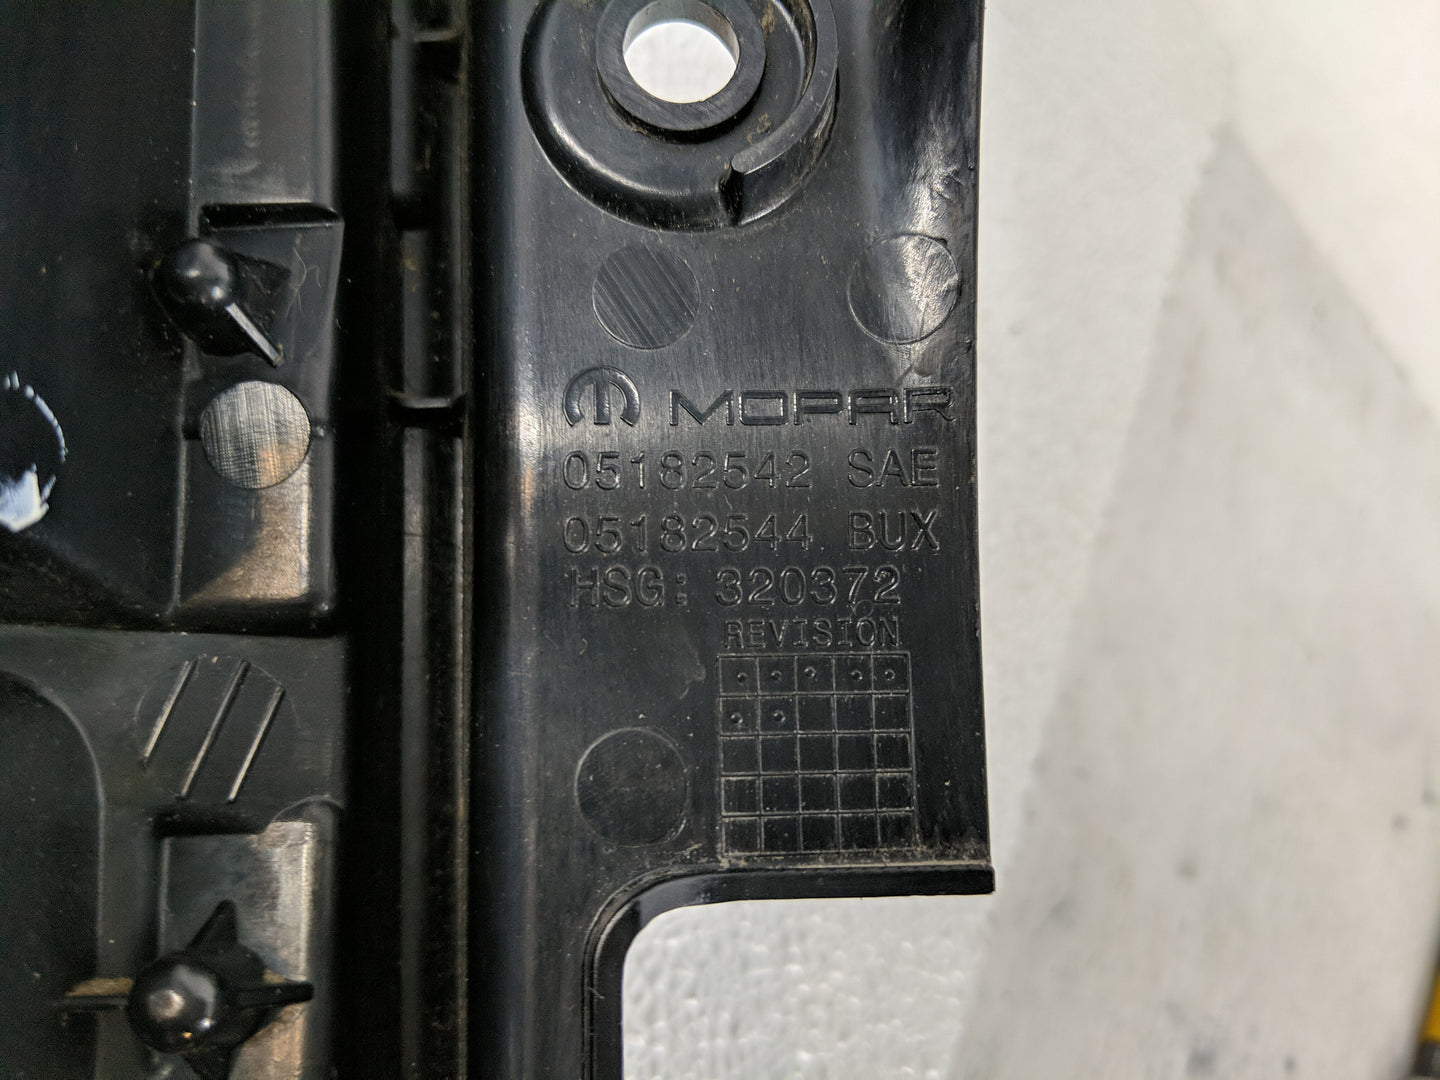 MOPAR
05182542 SAE
05182544 BUX
HSG: 320372
REVISION